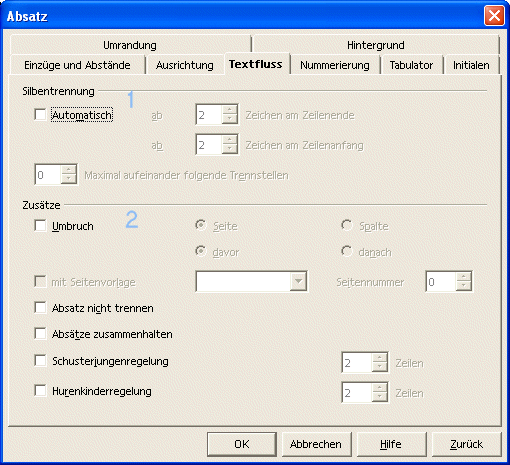 Absatz
Umrandung Hintergrund
Einzüge und Abstände Ausrichtung Textfluss Nummerierung Tabulator Initialen
Silbentrennung 1
Automatisch ab 2 Zeichen am Zeilenende
ab 2 Zeichen am Zeilenanfang
0 Maximal aufeinander folgende Trennstellen
Zusätze 2
Umbruch Seite Spalte
davor danach
mit Seitenvorlage Seitennummer 0
Absatz nicht trennen
Absätze zusammenhalten
Schusterjungenregelung 2 Zeilen
Hurenkinderregelung 2 Zeilen
OK Abbrechen Hilfe Zurück